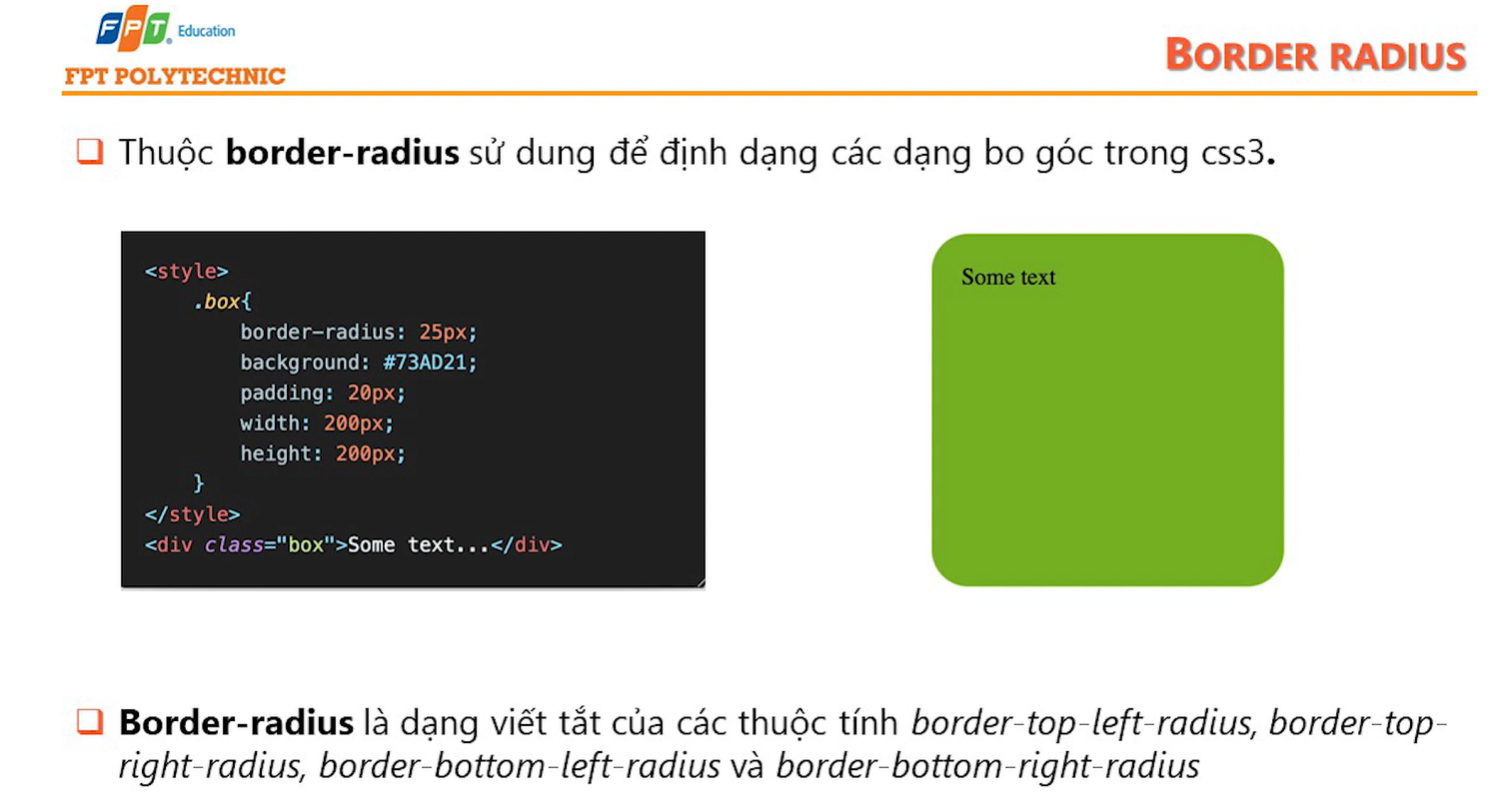 FPT Education
FPT POLYTECHNIC
BORDER RADIUS
Thuộc border-radius sử dung để định dạng các dạng bo góc trong css3.
<style>
    .box{
        border-radius: 25px;
        background: #73AD21;
        padding: 20px;
        width: 200px;
        height: 200px;
    }
</style>
<div class="box">Some text...</div>
Some text
Border-radius là dạng viết tắt của các thuộc tính border-top-left-radius, border-top-
right-radius, border-bottom-left-radius và border-bottom-right-radius